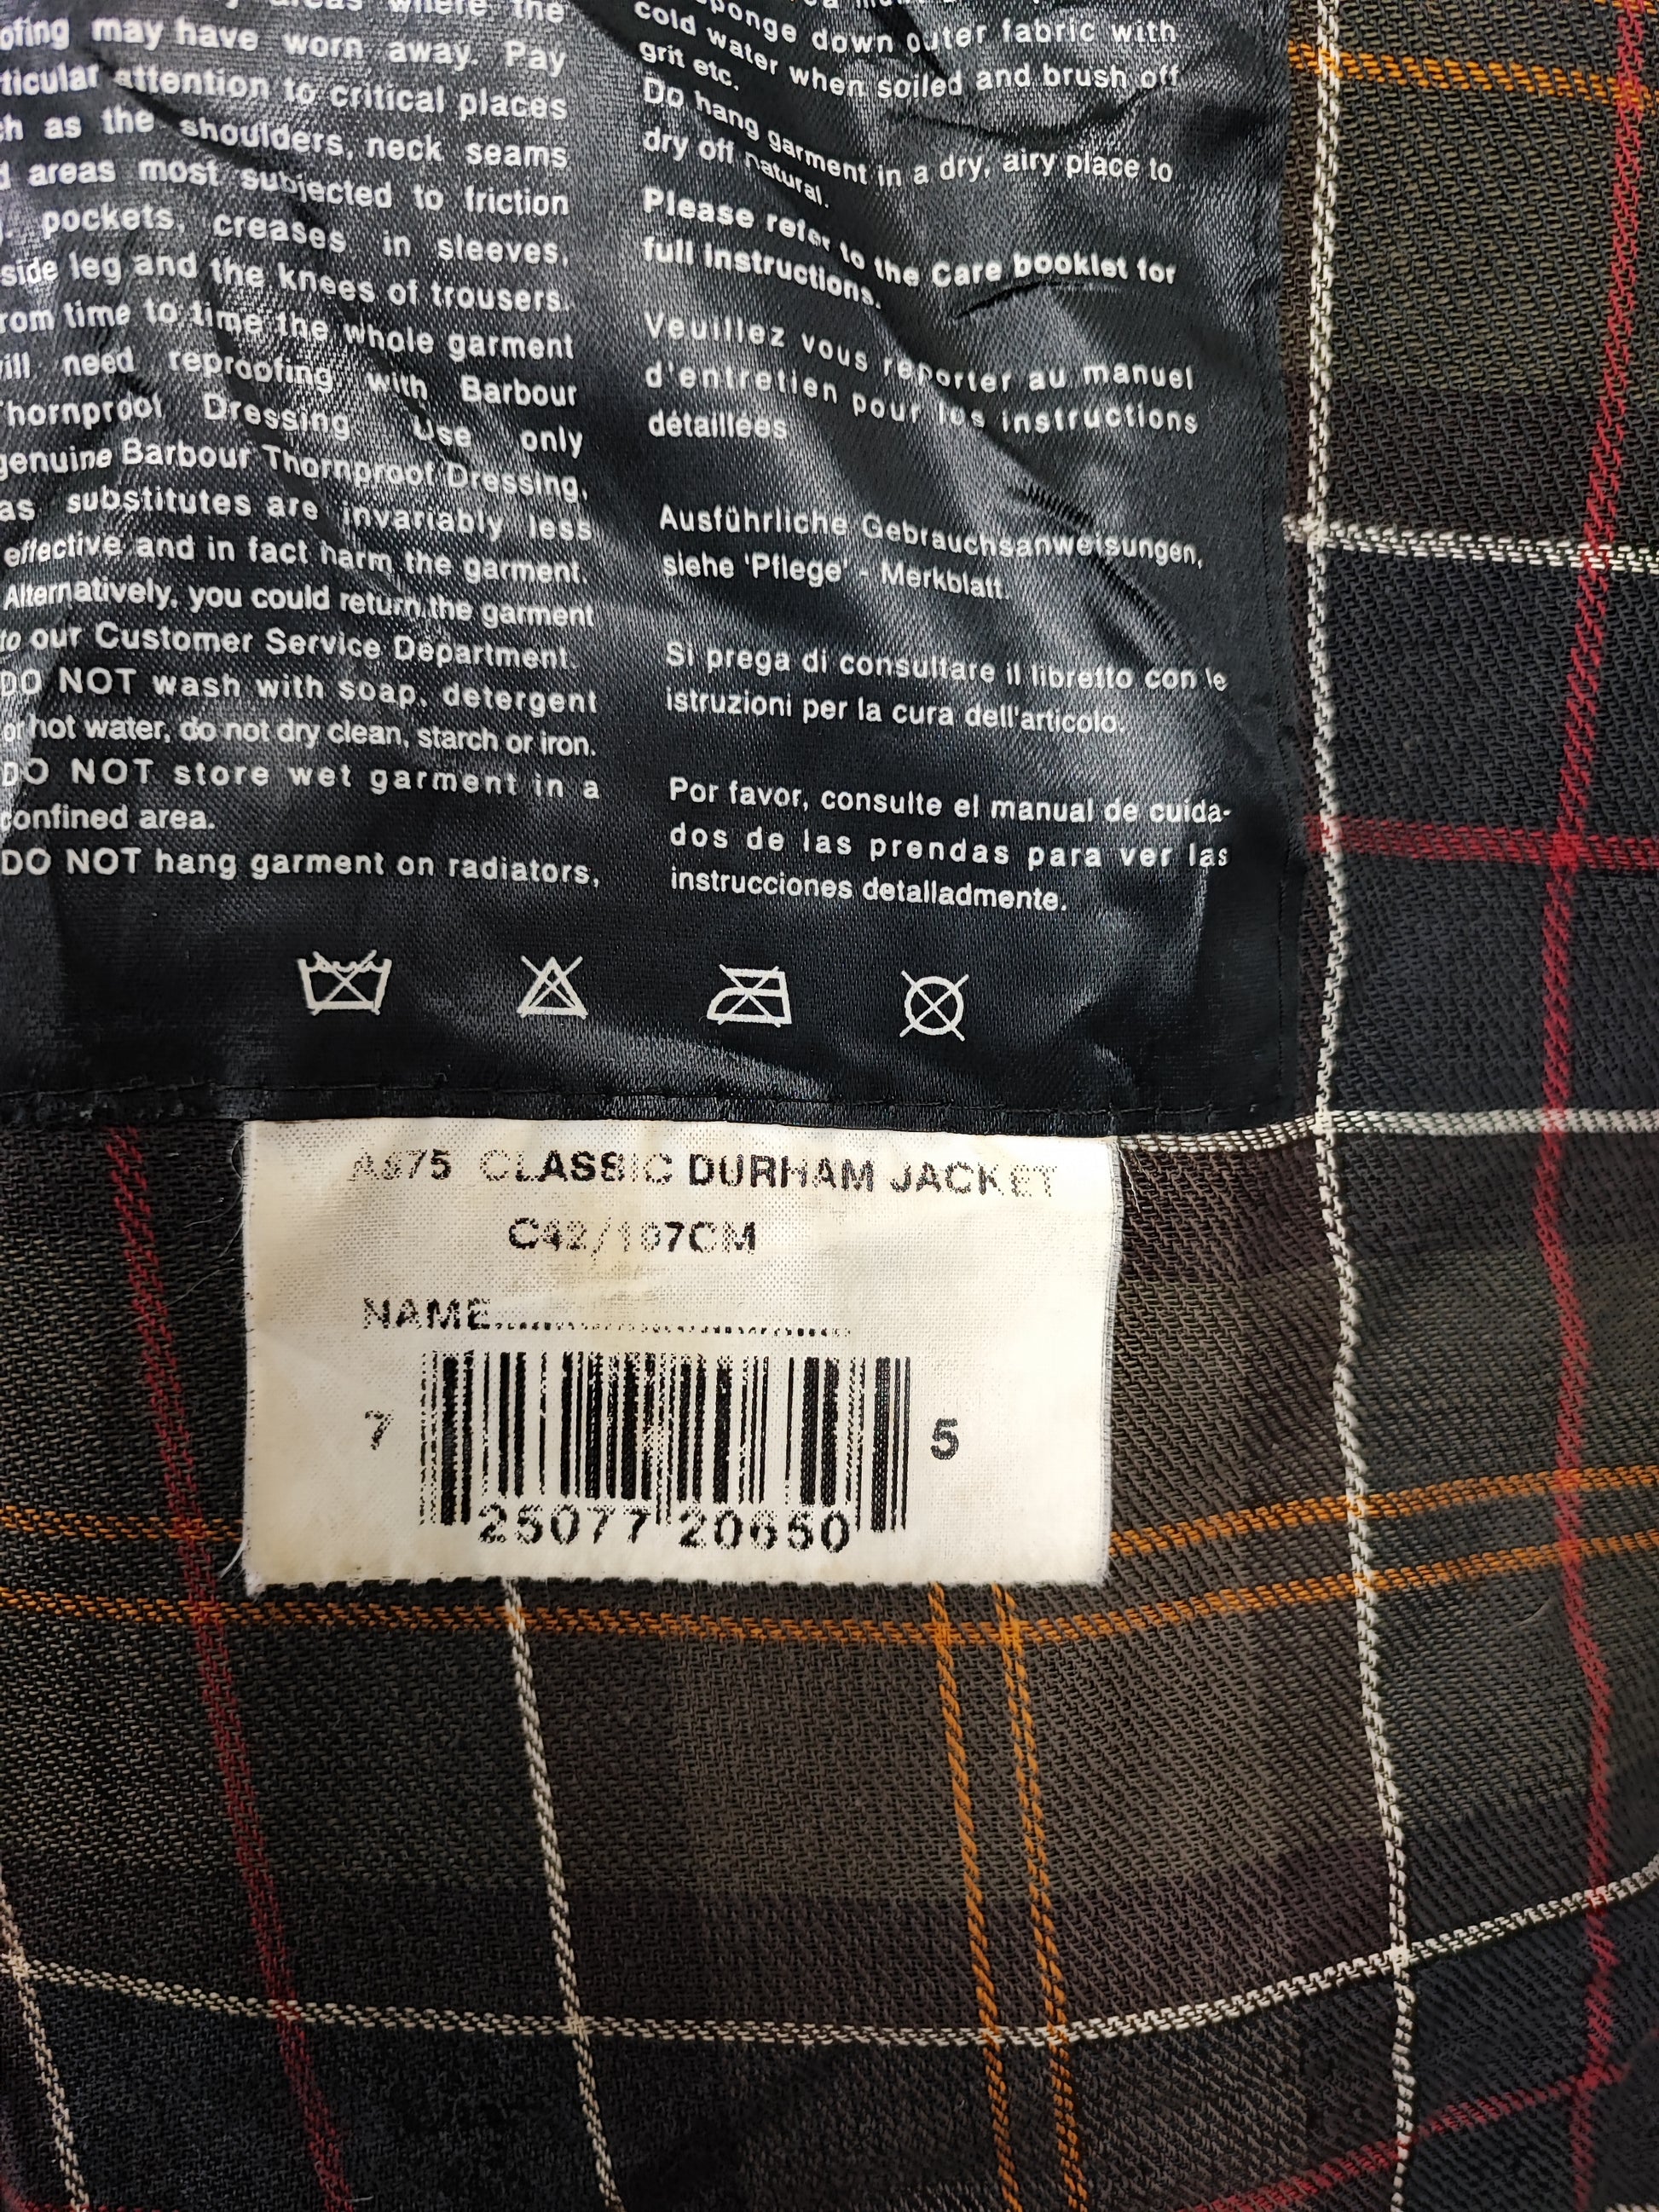 areas where the
ofing may have worn away. Pay
ticular attention to critical places
ch as the shoulders, neck seams
d areas most subjected to friction
pockets, creases in sleeves,
side leg and the knees of trousers.
rom time to time the whole garment
ill need reproofing with Barbour
hornproof Dressing Use only
genuine Barbour Thornproof Dressing,
as substitutes are invariably less
effective and in fact harm the garment.
Alternatively, you could return the garment
to our Customer Service Department.
DO NOT wash with soap, detergent
or hot water, do not dry clean, starch or iron.
DO NOT store wet garment in a
confined area.
DO NOT hang garment on radiators,
sponge down outer fabric with
cold water when soiled and brush off
grit etc.
Do hang garment in a dry, airy place to
dry off natural.
Please refer to the Care booklet for
full instructions.
Veuillez vous reporter au manuel
d'entretien pour les instructions
détaillées
Ausführliche Gebrauchsanweisungen,
siehe 'Pflege' - Merkblatt.
Si prega di consultare il libretto con le
istruzioni per la cura dell'articolo.
Por favor, consulte el manual de cuida-
dos de las prendas para ver las
instrucciones detalladmente.
CLASSIC DURHAM JACKET
C42/107CM
NAME
7 25077 20650 5